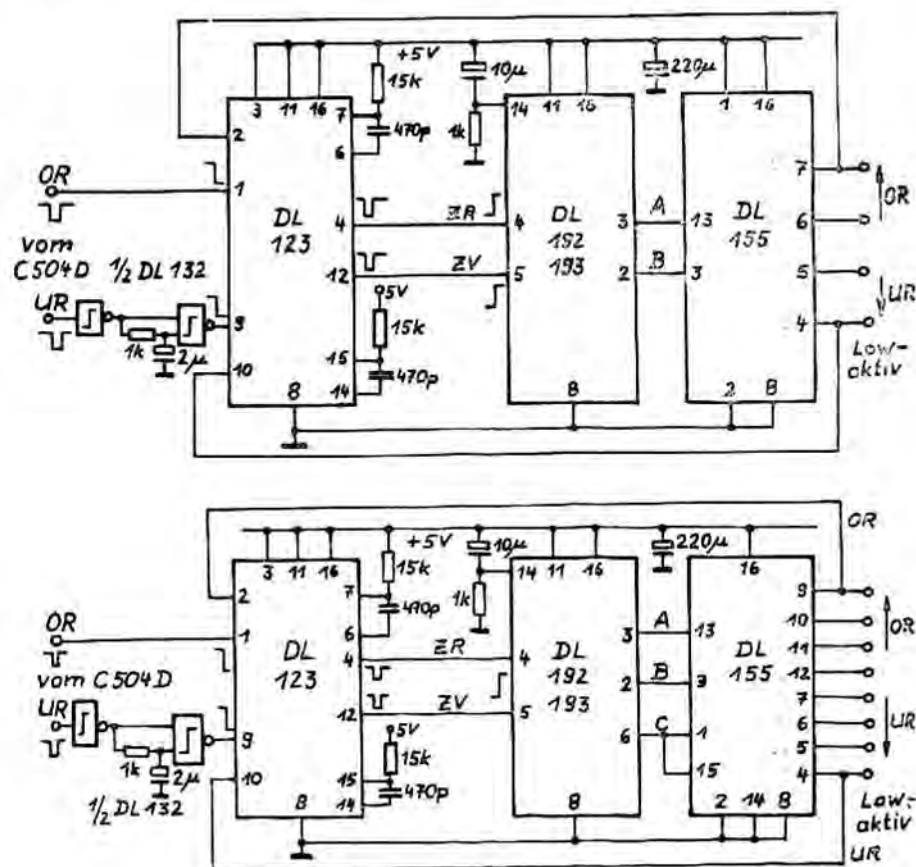 +5V
15k
10µ
220µ
3 11 16
7
470p
6
14 11 16
1k
1 16
2
OR
1
DL
123
4
ZR
4
DL
192
193
3 A 13
DL
155
7
6
OR
vom
C504D ½ DL 132
12
ZV
5
2 B 3
5
UR
9
5V
15k
4
UR
Low-
aktiv
1k 2µ
10
15
470p
14
8
8
2 8
OR
+5V
15k
10µ
220µ
3 11 16
7
470p
6
14 11 16
1k
16
9
2
10
OR
OR
1
DL
123
4
ZR
4
DL
192
193
3 A 13
DL
155
11
12
vom C504D
12
ZV
5
2 B 3
7
UR
9
5V
15k
6 C 1
6
UR
5
1k 2µ
10
15
470p
14
15
4
½ DL 132
8
8
2 14 8
Low-
aktiv
UR